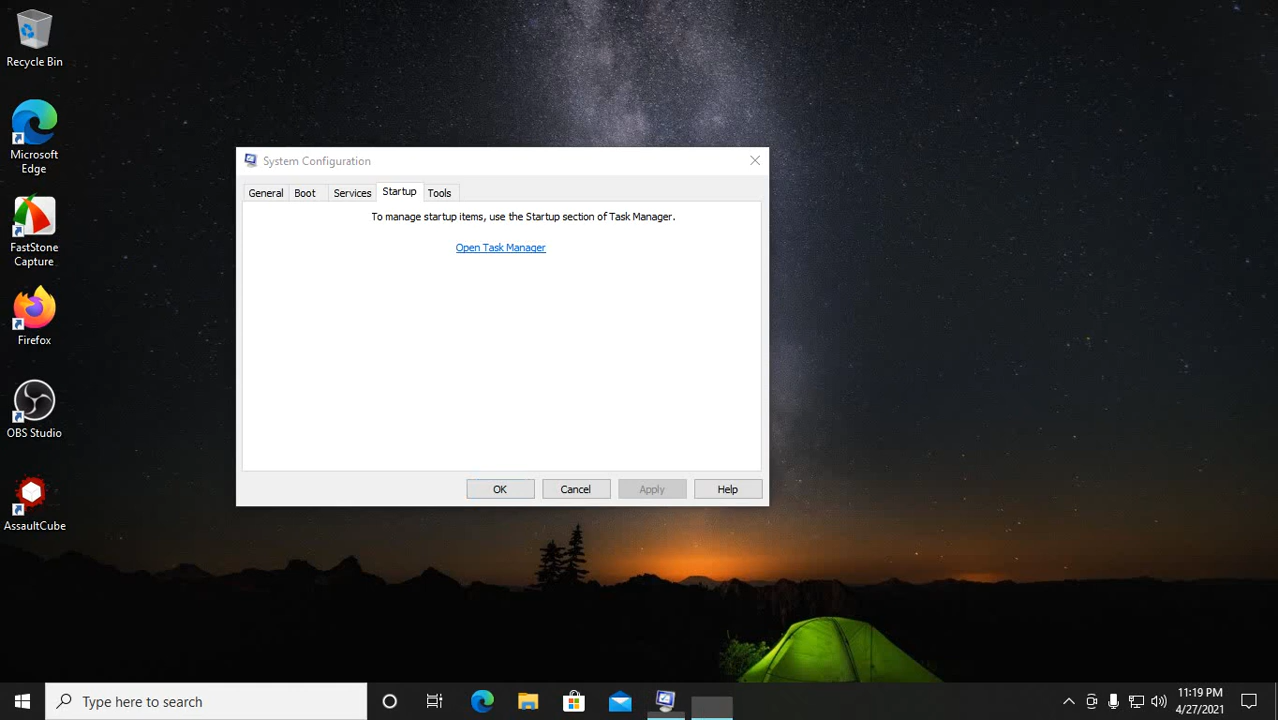 Recycle Bin
Microsoft
Edge
FastStone
Capture
Firefox
OBS Studio
AssaultCube
System Configuration
General Boot Services Startup Tools
To manage startup items, use the Startup section of Task Manager.
Open Task Manager
OK Cancel Apply Help
Type here to search
11:19 PM
4/27/2021